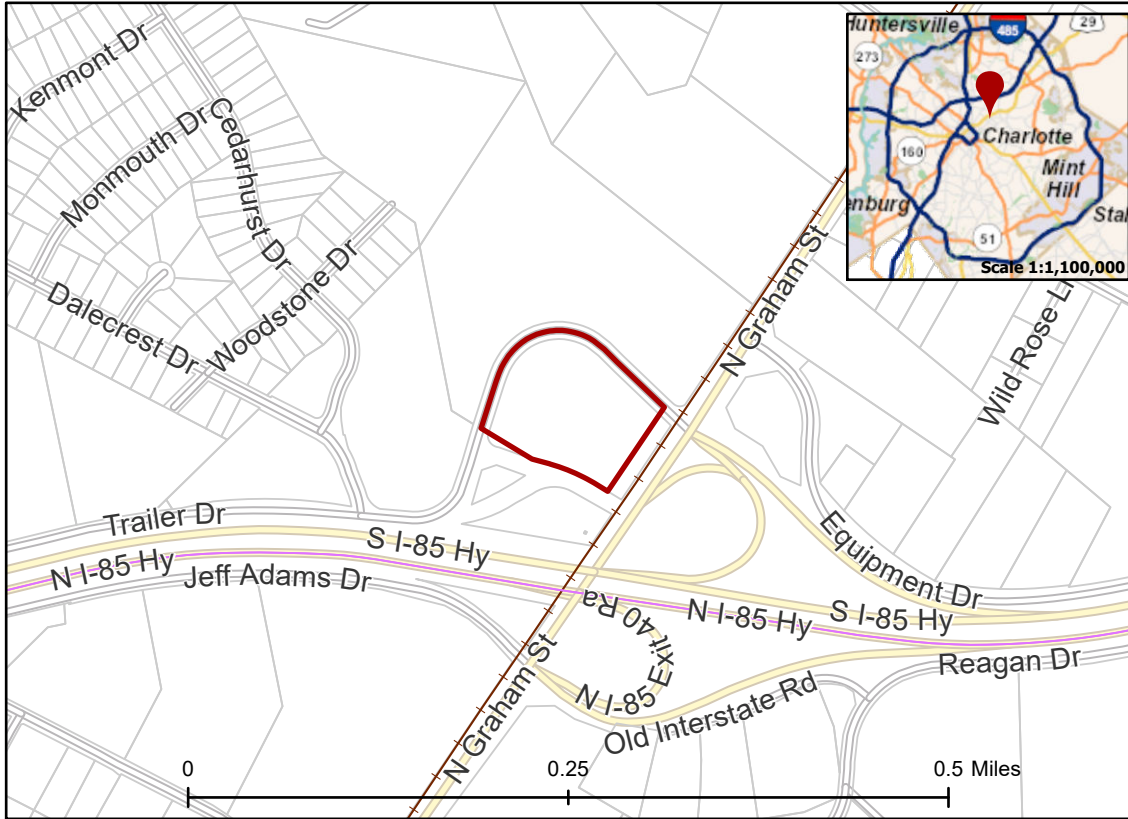 Kenmont Dr
Monmouth Dr
Cedarhurst Dr
Woodstone Dr
Dalecrest Dr
Huntersville
485
29
273
Charlotte
160
Mint
Hill
enburg
Stal
51
Scale 1:1,100,000
N Graham St
Wild Rose Ln
Trailer Dr
S I-85 Hy
N I-85 Hy
Jeff Adams Dr
Equipment Dr
N I-85 Hy
S I-85 Hy
N I-85 Exit 40 Ra
Reagan Dr
Old Interstate Rd
N Graham St
0 0.25 0.5 Miles